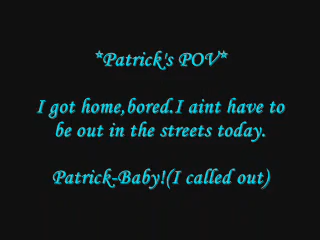 *Patrick's POV*
I got home,bored.I aint have to
be out in the streets today.
Patrick-Baby!(I called out)